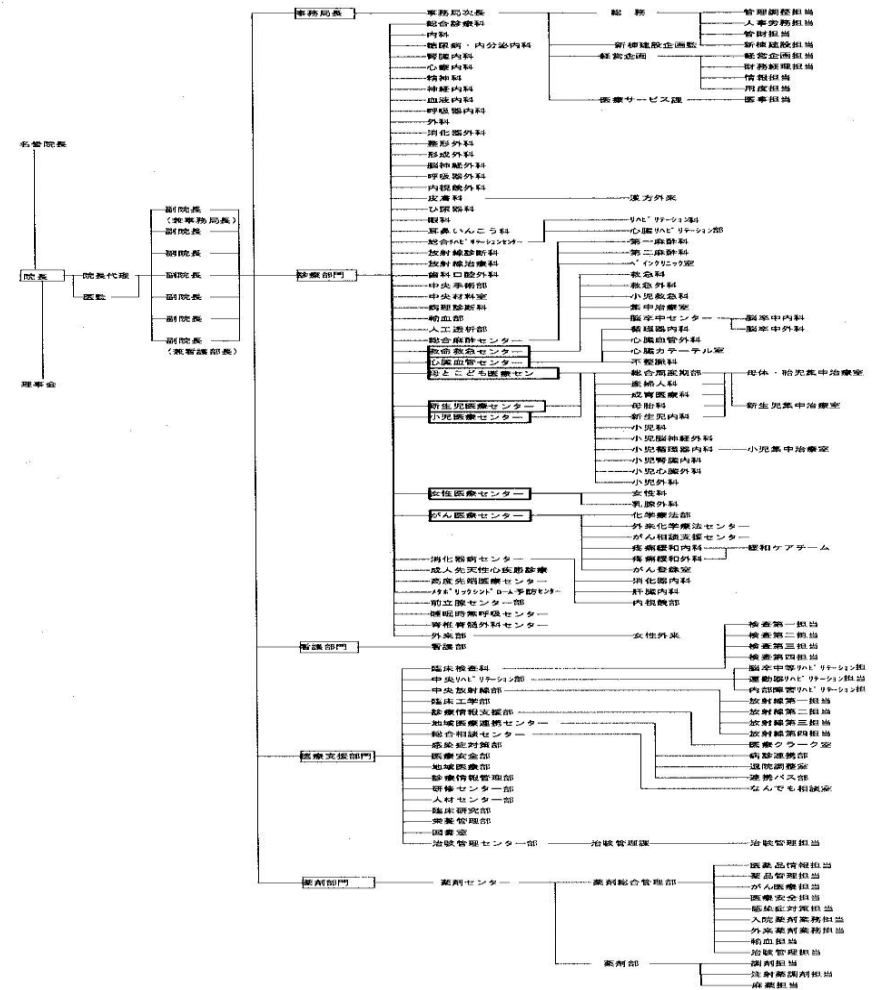 名誉院長
院長
理事会
院長代理
医監
副院長
(兼事務局長)
副院長
副院長
副院長
副院長
副院長
副院長
(兼看護部長)
事務局長
事務局次長
総務
管理調整担当
人事労務担当
管財担当
新棟建設企画監
新棟建設担当
経営企画
経営企画担当
財務経理担当
情報担当
用度担当
医療サービス課
医事担当
診療部門
総合診療科
内科
糖尿病・内分泌内科
腎臓内科
心療内科
精神科
神経内科
血液内科
呼吸器内科
外科
消化器外科
整形外科
形成外科
脳神経外科
呼吸器外科
内視鏡外科
皮膚科
漢方外来
ひ尿器科
眼科
耳鼻いんこう科
総合リハビリテーションセンター
リハビリテーション科
心臓リハビリテーション部
放射線診断科
放射線治療科
歯科口腔外科
中央手術部
中央材料室
病理診断科
輸血部
人工透析部
総合麻酔センター
第一麻酔科
第二麻酔科
ペインクリニック室
救命救急センター
救急科
救急外科
小児救急科
集中治療室
脳卒中センター
脳卒中内科
脳卒中外科
心臓血管センター
循環器内科
心臓血管外科
心臓カテーテル室
不整脈科
母とこども医療セン
総合周産期部
母体・胎児集中治療室
産婦人科
成育医療科
母胎科
新生児集中治療室
新生児内科
小児科
小児脳神経外科
小児循環器内科
小児集中治療室
小児腎臓内科
小児心臓外科
小児外科
新生児医療センター
小児医療センター
女性医療センター
女性科
乳腺外科
がん医療センター
化学療法部
外来化学療法センター
がん相談支援センター
疼痛緩和内科
緩和ケアチーム
疼痛緩和外科
がん登録室
消化器病センター
消化器内科
肝臓内科
内視鏡部
成人先天性心疾患診療
高度先端医療センター
メタボリックシンドローム予防センター
前立腺センター部
睡眠時無呼吸センター
脊椎脊髄外科センター
外来部
女性外来
看護部門
看護部
医療支援部門
臨床検査科
検査第一担当
検査第二担当
検査第三担当
検査第四担当
中央リハビリテーション部
脳卒中等リハビリテーション担
運動器リハビリテーション担当
内部障害リハビリテーション担
中央放射線部
放射線第一担当
放射線第二担当
放射線第三担当
放射線第四担当
臨床工学部
診療情報支援部
医療クラーク室
地域医療連携センター
病診連携部
退院調整室
連携パス部
総合相談センター
なんでも相談室
感染症対策部
医療安全部
地域医療部
診療情報管理部
研修センター部
人材センター部
臨床研究部
栄養管理部
図書室
治験管理センター部
治験管理課
治験管理担当
薬剤部門
薬剤センター
薬剤総合管理部
医薬品情報担当
薬品管理担当
がん医療担当
医療安全担当
感染症対策担当
入院薬剤業務担当
外来薬剤業務担当
輸血担当
治験管理担当
薬剤部
調剤担当
注射薬調剤担当
麻薬担当